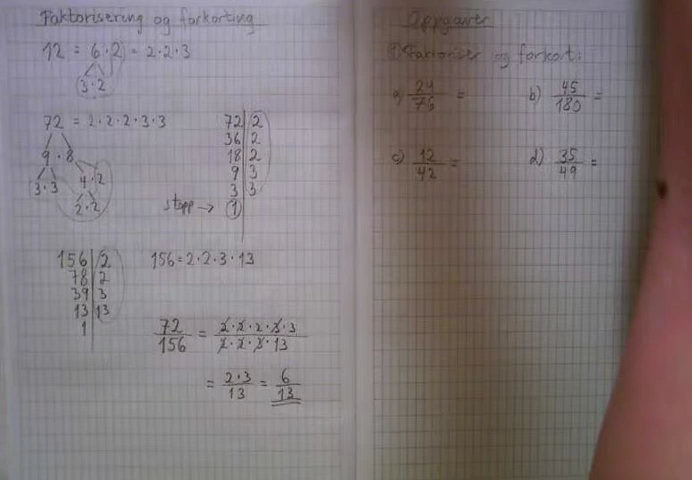 Faktorisering og forkorting
12 = 6 · 2 = 2 · 2 · 3
3 · 2
72 = 2 · 2 · 2 · 3 · 3
9 · 8
3 · 3 4 · 2
2 · 2
72 | 2
36 | 2
18 | 2
9 | 3
3 | 3
stopp → 1
156 | 2
78 | 2
39 | 3
13 | 13
1
156 = 2 · 2 · 3 · 13
72/156 = 2 · 2 · 2 · 3 · 3 / 2 · 2 · 3 · 13
= 2 · 3 / 13 = 6/13
Oppgaver
Faktoriser og forkort:
a) 24/ =
b) 45/180 =
c) 12/42 =
d) 35/49 =